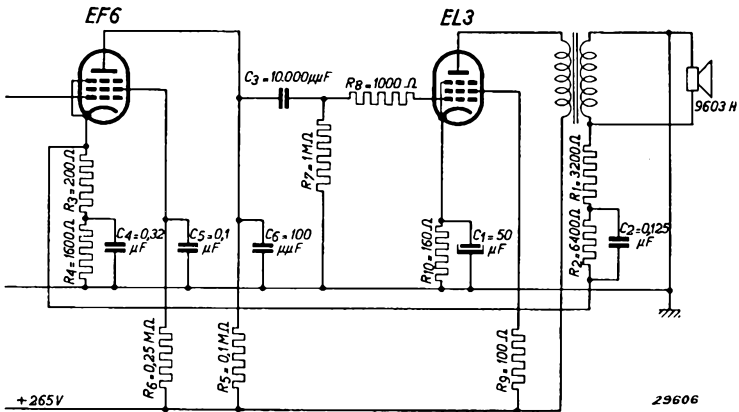 EF6
EL3
C3=10.000μμF
R8=1000Ω
9603 H
R3=200Ω
R7=1MΩ
R1=3200Ω
R4=1600Ω
C4=0,32
μF
C5=0,1
μF
C6=100
μμF
R10=160Ω
C1=50
μF
R2=6400Ω
C2=0,125
μF
R6=0,25MΩ
R5=0,1MΩ
R9=100Ω
+265V
29606